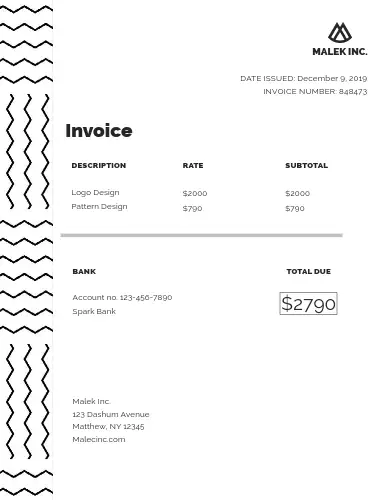 MALEK INC.
DATE ISSUED: December 9, 2019
INVOICE NUMBER: 848473
Invoice
DESCRIPTION RATE SUBTOTAL
Logo Design $2000 $2000
Pattern Design $790 $790
BANK TOTAL DUE
Account no. 123-456-7890
Spark Bank
$2790
Malek Inc.
123 Dashum Avenue
Matthew, NY 12345
Malecinc.com